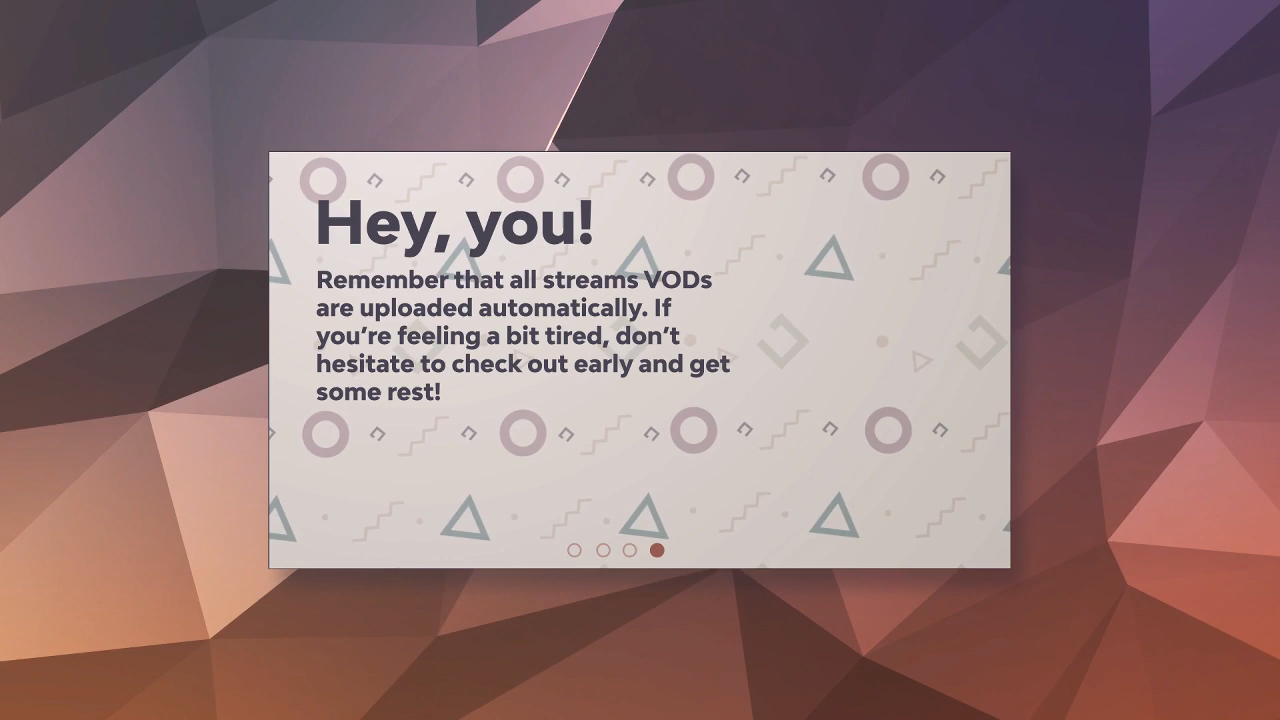 Hey, you!
Remember that all streams VODs
are uploaded automatically. If
you’re feeling a bit tired, don’t
hesitate to check out early and get
some rest!